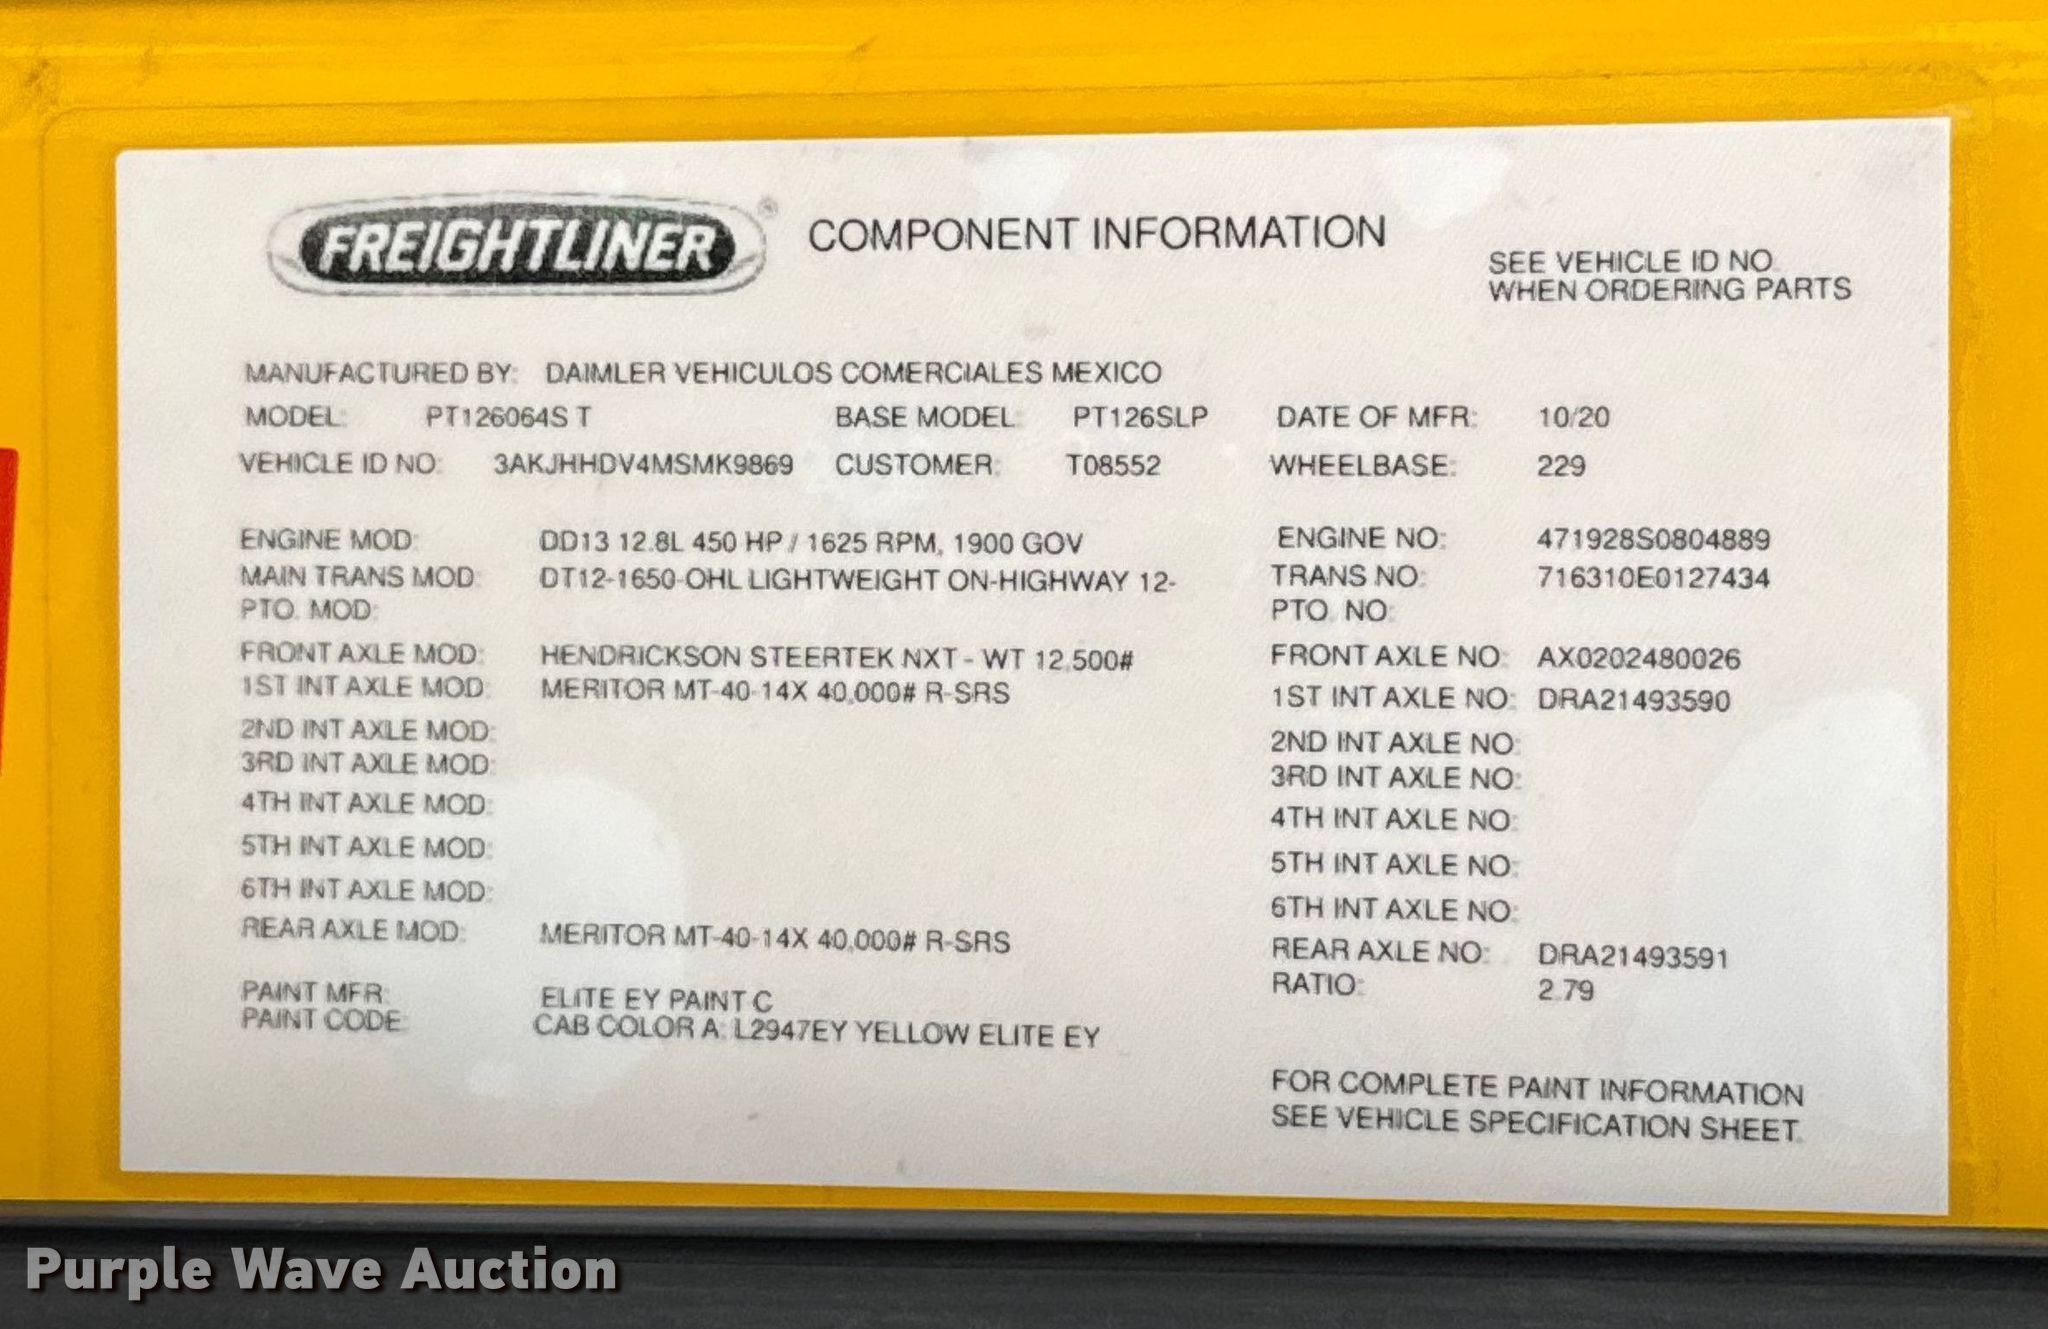 FREIGHTLINER® COMPONENT INFORMATION
SEE VEHICLE ID NO.
WHEN ORDERING PARTS
MANUFACTURED BY: DAIMLER VEHICULOS COMERCIALES MEXICO
MODEL: PT126064S T BASE MODEL: PT126SLP DATE OF MFR: 10/20
VEHICLE ID NO: 3AKJHHDV4MSMK9869 CUSTOMER: T08552 WHEELBASE: 229
ENGINE MOD: DD13 12.8L 450 HP / 1625 RPM, 1900 GOV ENGINE NO: 471928S0804889
MAIN TRANS MOD: DT12-1650-OHL LIGHTWEIGHT ON-HIGHWAY 12- TRANS NO: 716310E0127434
PTO. MOD: PTO. NO:
FRONT AXLE MOD: HENDRICKSON STEERTEK NXT - WT 12,500# FRONT AXLE NO: AX0202480026
1ST INT AXLE MOD: MERITOR MT-40-14X 40,000# R-SRS 1ST INT AXLE NO: DRA21493590
2ND INT AXLE MOD: 2ND INT AXLE NO:
3RD INT AXLE MOD: 3RD INT AXLE NO:
4TH INT AXLE MOD: 4TH INT AXLE NO:
5TH INT AXLE MOD: 5TH INT AXLE NO:
6TH INT AXLE MOD: 6TH INT AXLE NO:
REAR AXLE MOD: MERITOR MT-40-14X 40,000# R-SRS REAR AXLE NO: DRA21493591
RATIO: 2.79
PAINT MFR: ELITE EY PAINT C
PAINT CODE: CAB COLOR A: L2947EY YELLOW ELITE EY
FOR COMPLETE PAINT INFORMATION
SEE VEHICLE SPECIFICATION SHEET.
Purple Wave Auction